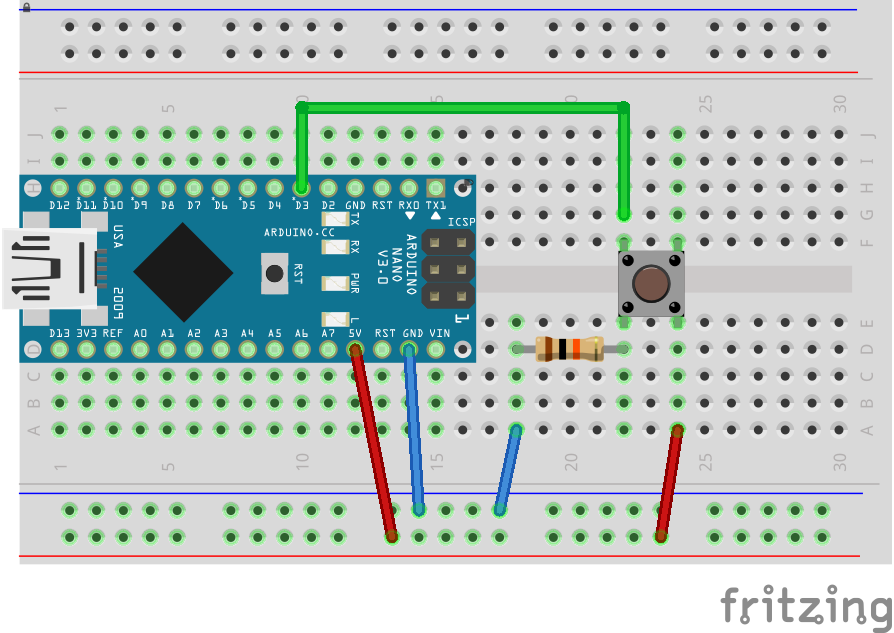 1 5 10 15 20 25 30
J J
I I
H H
D12 D11 D10 D9 D8 D7 D6 D5 D4 D3 D2 GND RST RX0 TX1
G
TX
ICSP
USA
ARDUINO.CC
RX
F
ARDUINO
NANO
V3.0
RST
PWR
2009
L
1
E E
D13 3V3 REF A0 A1 A2 A3 A4 A5 A6 A7 5V RST GND VIN
D D
C C
B B
A A
1 5 10 15 20 25 30
fritzing